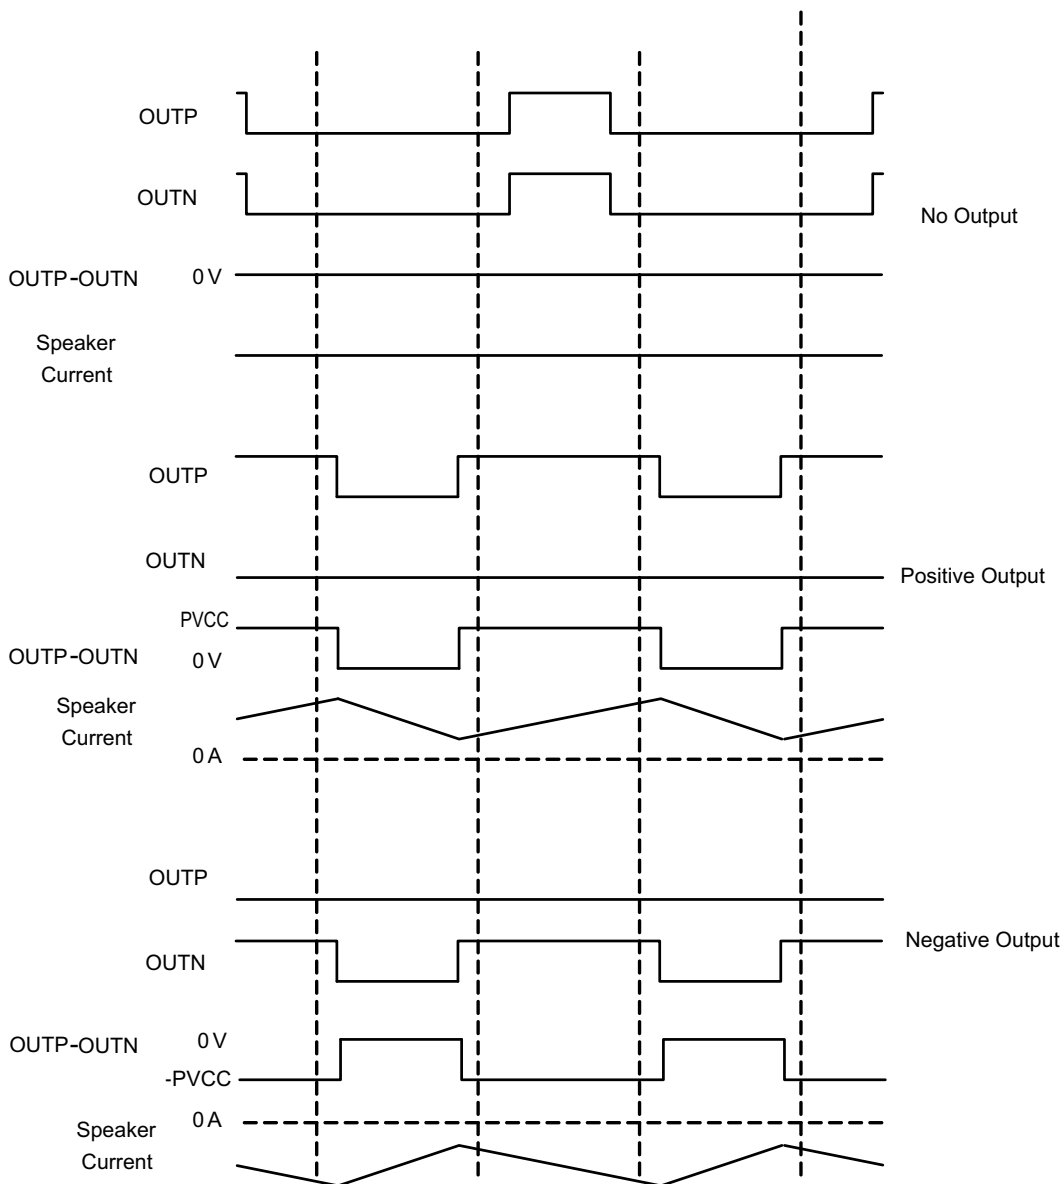 OUTP
OUTN
No Output
OUTP-OUTN 0 V
Speaker
Current
OUTP
OUTN
Positive Output
PVCC
OUTP-OUTN 0 V
Speaker
Current
0 A
OUTP
Negative Output
OUTN
OUTP-OUTN 0 V
-PVCC
0 A
Speaker
Current